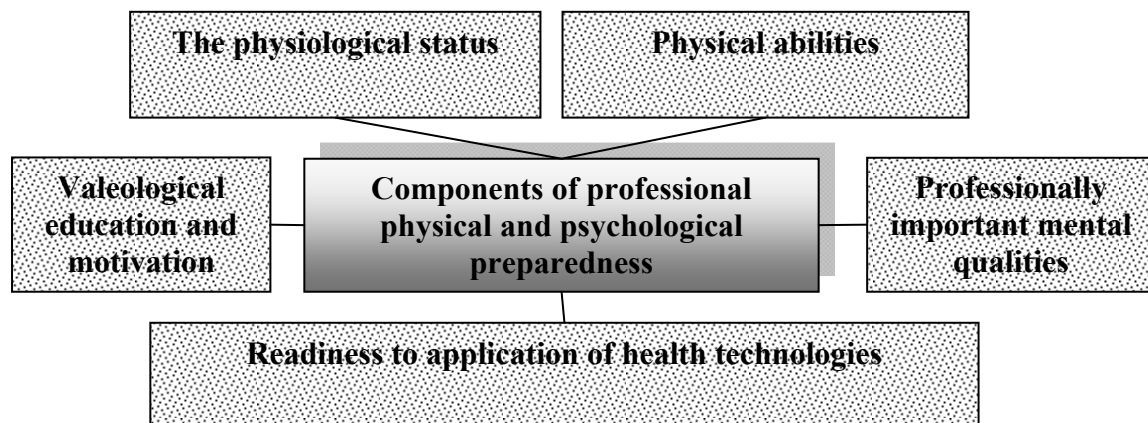 The physiological status
Physical abilities
Valeological
education and
motivation
Components of professional
physical and psychological
preparedness
Professionally
important mental
qualities
Readiness to application of health technologies